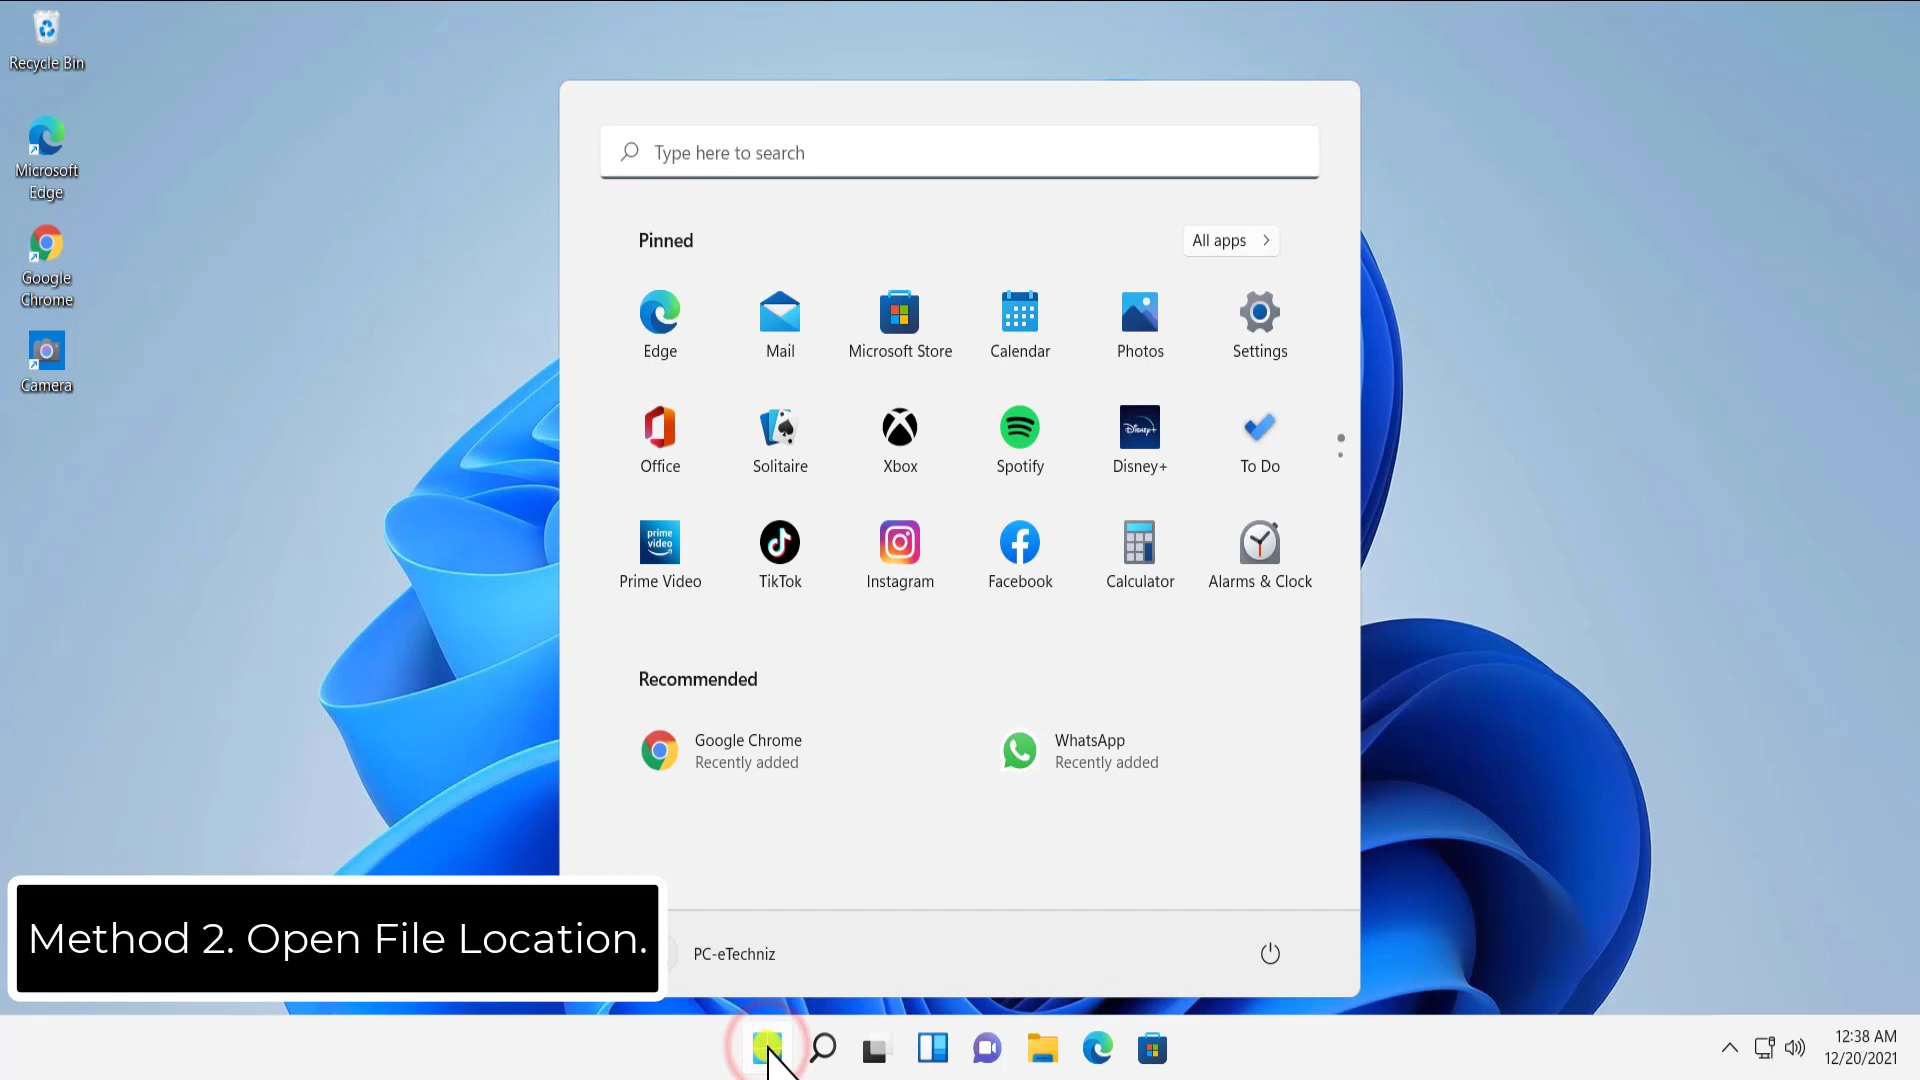 Recycle Bin
Microsoft
Edge
Google
Chrome
Camera
Type here to search
Pinned
All apps
Edge
Mail
Microsoft Store
Calendar
Photos
Settings
Office
Solitaire
Xbox
Spotify
Disney+
Disney+
To Do
prime
video
Prime Video
TikTok
Instagram
Facebook
Calculator
Alarms & Clock
Recommended
Google Chrome
Recently added
WhatsApp
Recently added
Method 2. Open File Location.
PC-eTechniz
12:38 AM
12/20/2021